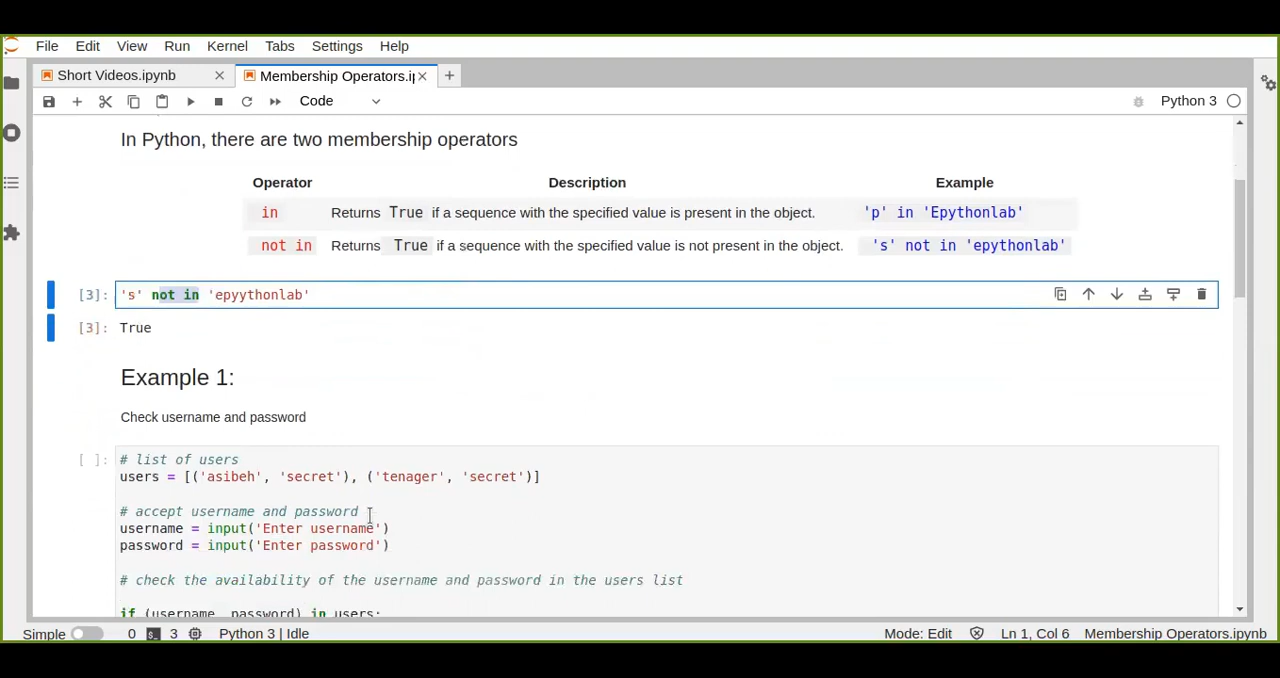 File Edit View Run Kernel Tabs Settings Help
Short Videos.ipynb Membership Operators.ip
Code Python 3
In Python, there are two membership operators
Operator Description Example
in Returns True if a sequence with the specified value is present in the object. 'p' in 'Epythonlab'
not in Returns True if a sequence with the specified value is not present in the object. 's' not in 'epythonlab'
[3]: 's' not in 'epyythonlab'
[3]: True
Example 1:
Check username and password
[ ]: # list of users
users = [('asibeh', 'secret'), ('tenager', 'secret')]
# accept username and password
username = input('Enter username')
password = input('Enter password')
# check the availability of the username and password in the users list
if (username, password) in users:
Simple 0 3 Python 3 | Idle Mode: Edit Ln 1, Col 6 Membership Operators.ipynb